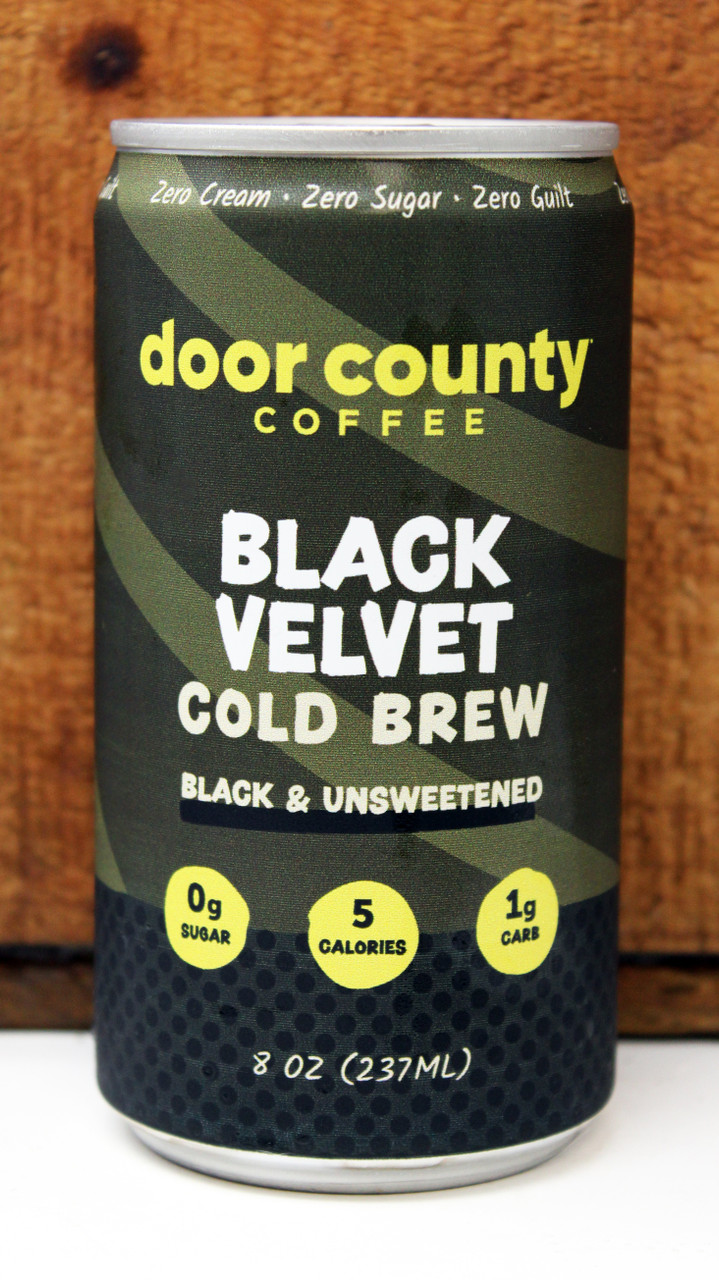 Zero Cream · Zero Sugar · Zero Guilt
door county
COFFEE
BLACK
VELVET
COLD BREW
BLACK & UNSWEETENED
0g
SUGAR
5
CALORIES
1g
CARB
8 OZ (237ML)